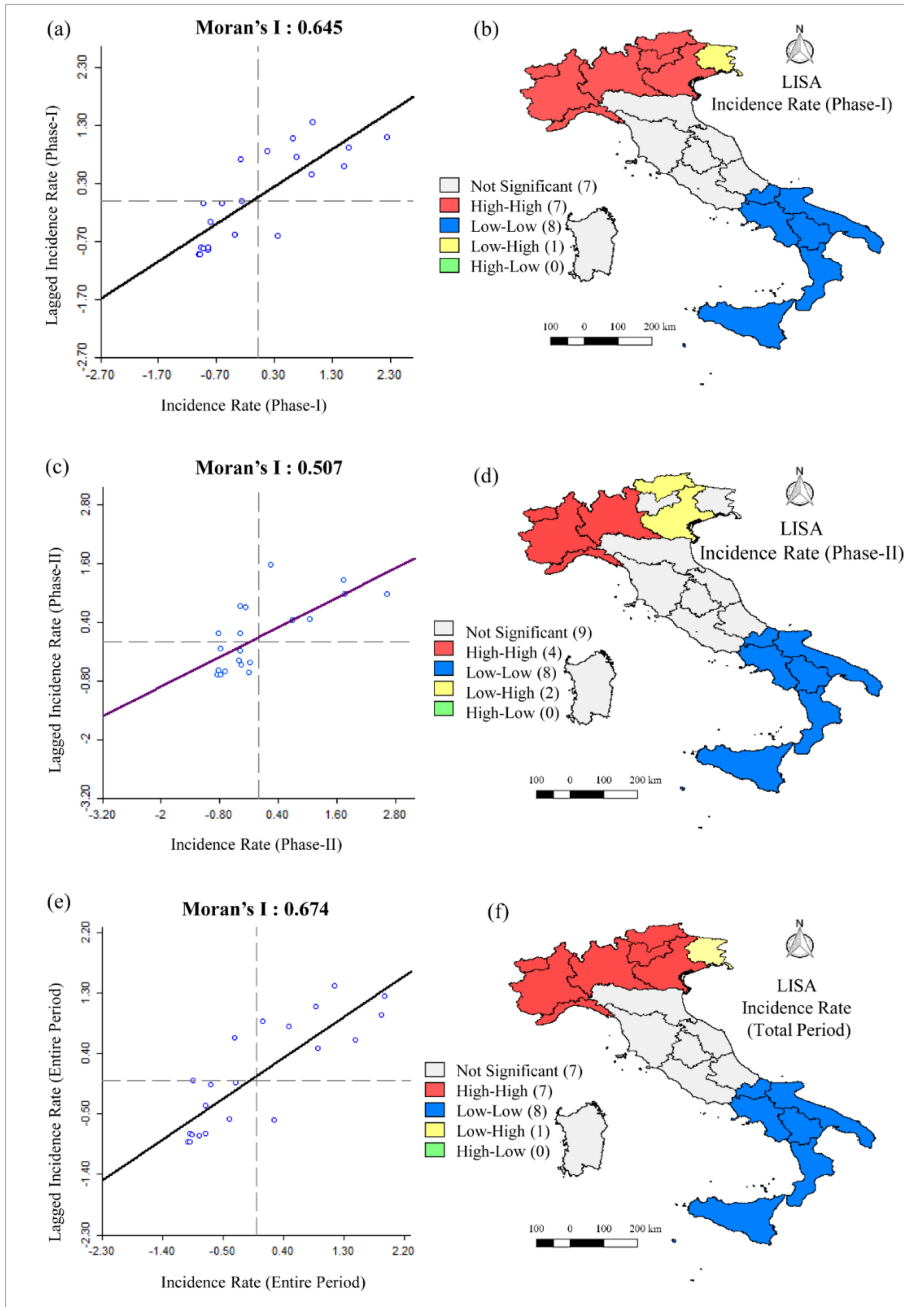 (a)
Moran's I : 0.645
Lagged Incidence Rate (Phase-I)
2.30
1.30
0.30
-0.70
-1.70
-2.70
-2.70 -1.70 -0.70 0.30 1.30 2.30
Incidence Rate (Phase-I)
(b)
N
LISA
Incidence Rate (Phase-I)
Not Significant (7)
High-High (7)
Low-Low (8)
Low-High (1)
High-Low (0)
100 0 100 200 km
(c)
Moran's I : 0.507
Lagged Incidence Rate (Phase-II)
2.80
1.60
0.40
-0.80
-2
-3.20
-3.20 -2 -0.80 0.40 1.60 2.80
Incidence Rate (Phase-II)
(d)
N
LISA
Incidence Rate (Phase-II)
Not Significant (9)
High-High (4)
Low-Low (8)
Low-High (2)
High-Low (0)
100 0 100 200 km
(e)
Moran's I : 0.674
Lagged Incidence Rate (Entire Period)
2.20
1.30
0.40
-0.50
-1.40
-2.30
-2.30 -1.40 -0.50 0.40 1.30 2.20
Incidence Rate (Entire Period)
(f)
N
LISA
Incidence Rate
(Total Period)
Not Significant (7)
High-High (7)
Low-Low (8)
Low-High (1)
High-Low (0)
100 0 100 200 km